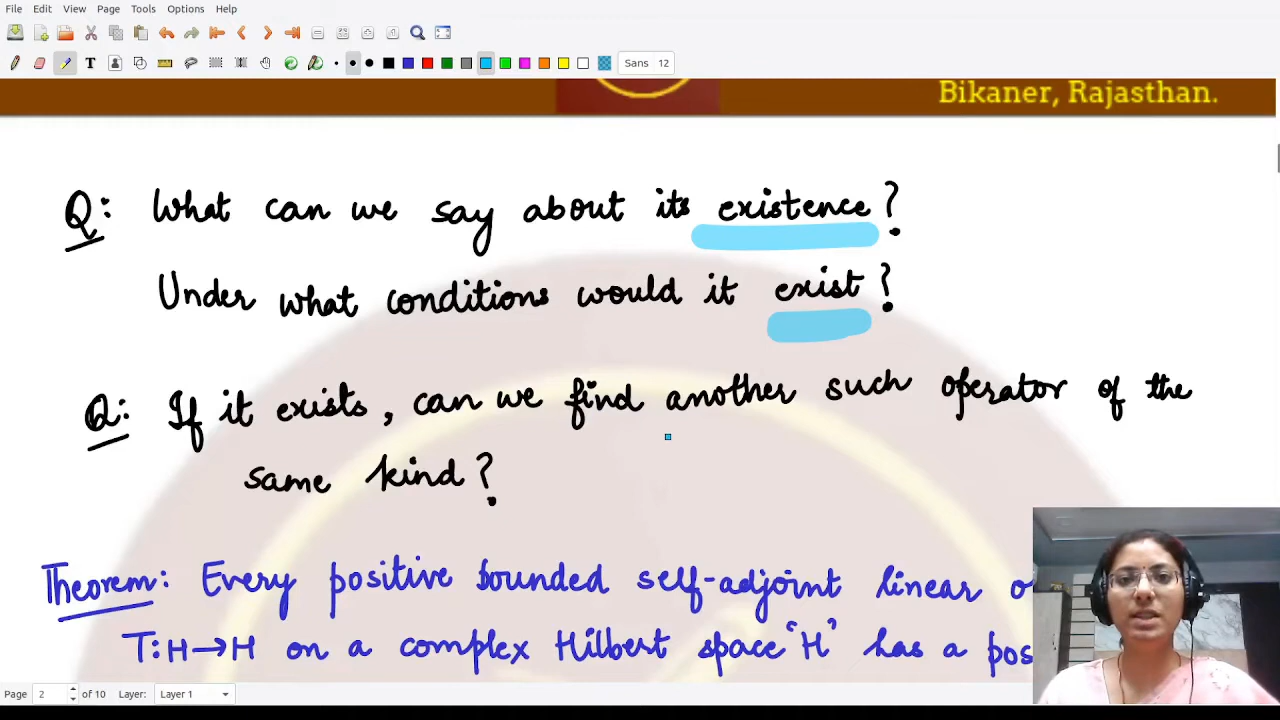 File Edit View Page Tools Options Help
Sans 12
Bikaner, Rajasthan.
Q: What can we say about its existence?
Under what conditions would it exist?
Q: If it exists, can we find another such operator of the
same kind?
Theorem: Every positive bounded self-adjoint linear
T:H→H on a complex Hilbert space 'H' has a
Page 2 of 10 Layer: Layer 1